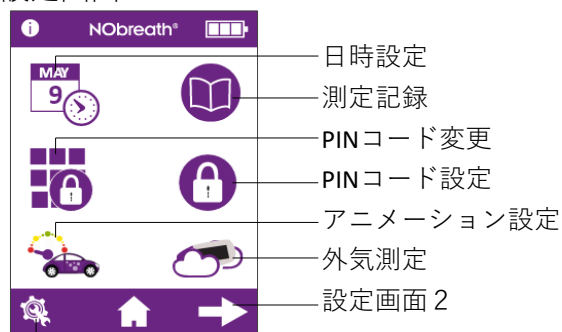 NObreath®
MAY
9
日時設定
測定記録
PINコード変更
PINコード設定
アニメーション設定
外気測定
設定画面2